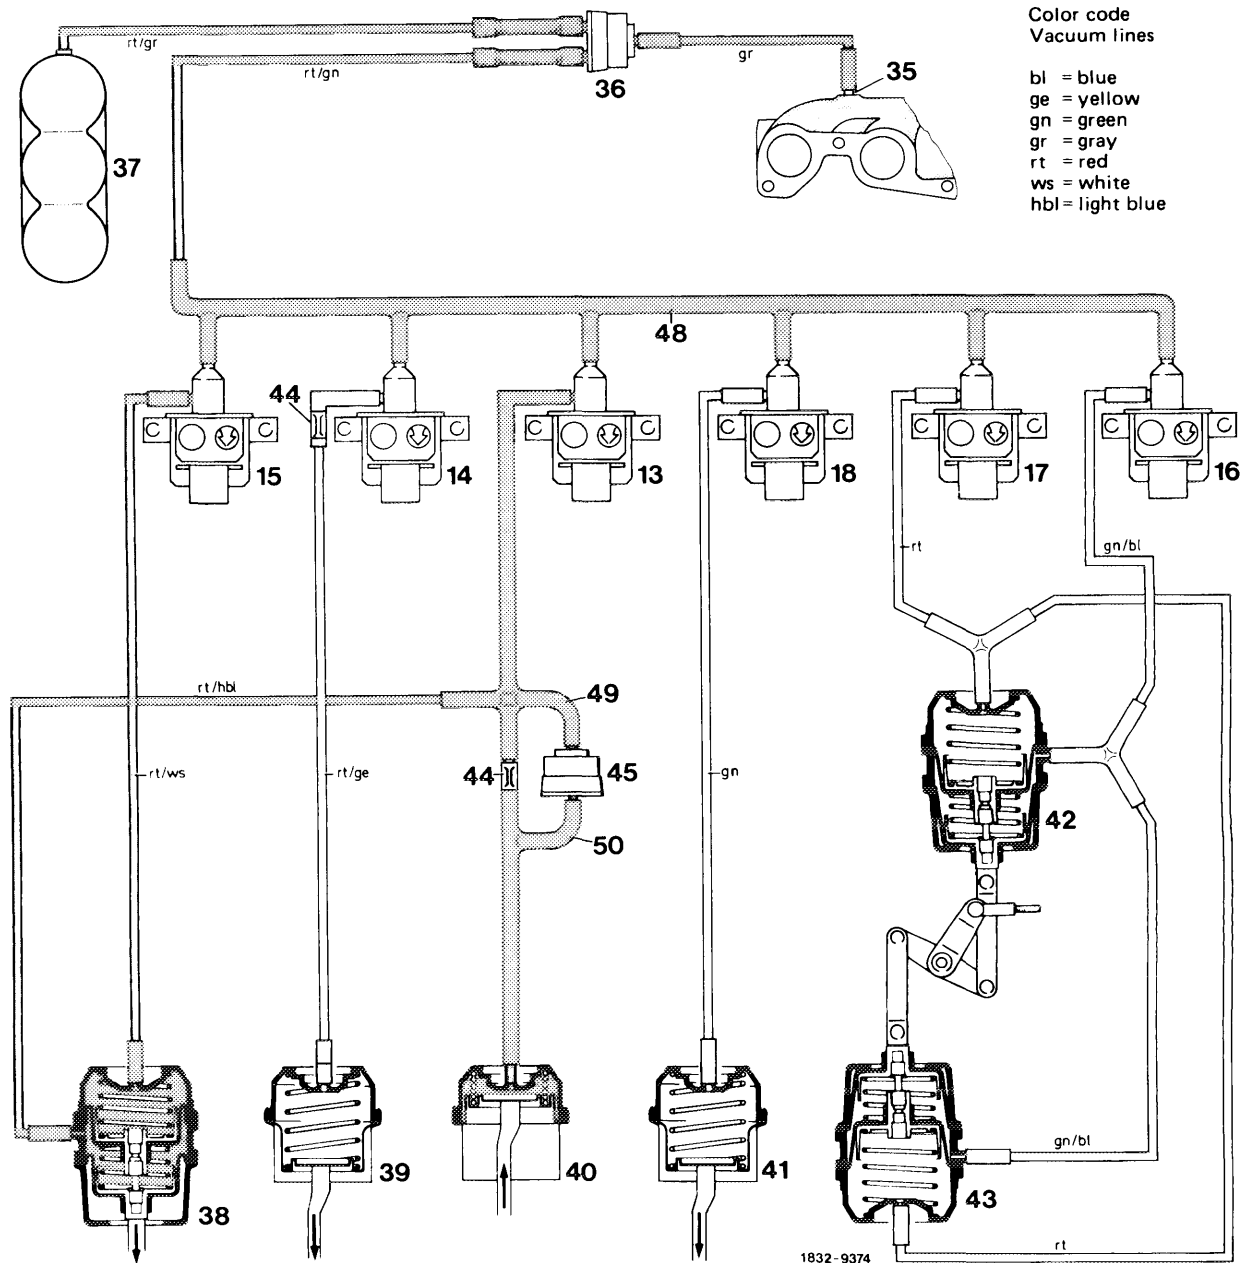 Color code
Vacuum lines
bl = blue
ge = yellow
gn = green
gr = gray
rt = red
ws = white
hbl = light blue
rt/gr
rt/gn
gr
36
35
37
48
44
15
14
13
18
17
16
rt
gn/bl
rt/hbl
49
rt/ws
rt/ge
44
45
gn
42
50
38
39
40
41
43
gn/bl
rt
1832-9374